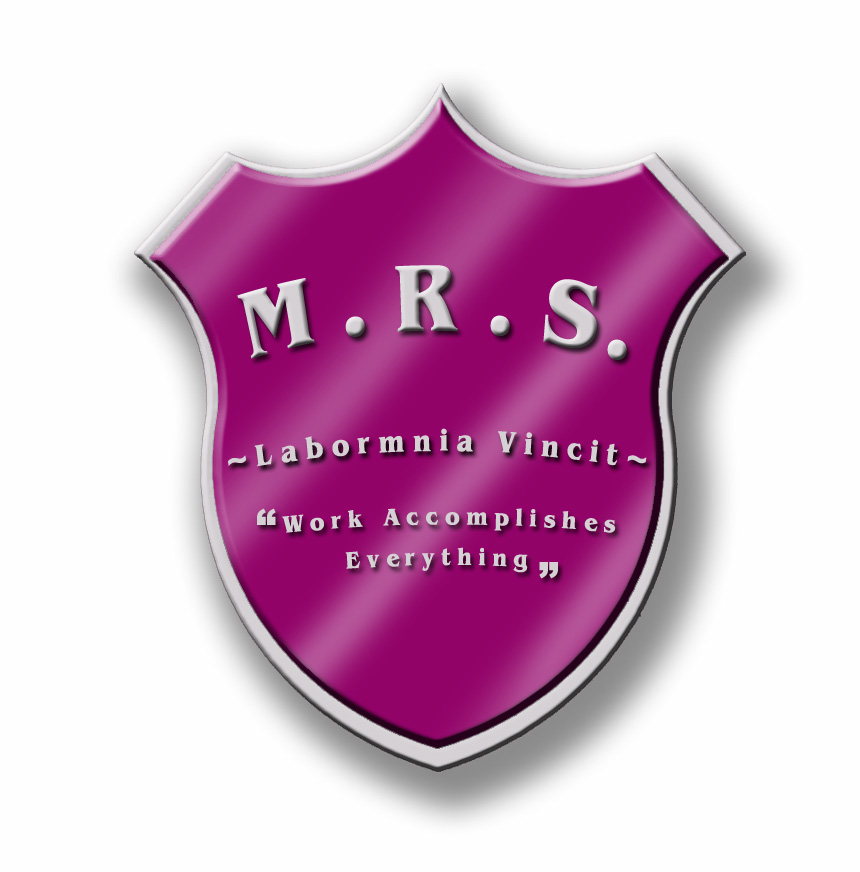 M.R.S.
~Labormnia Vincit~
“Work Accomplishes
Everything”